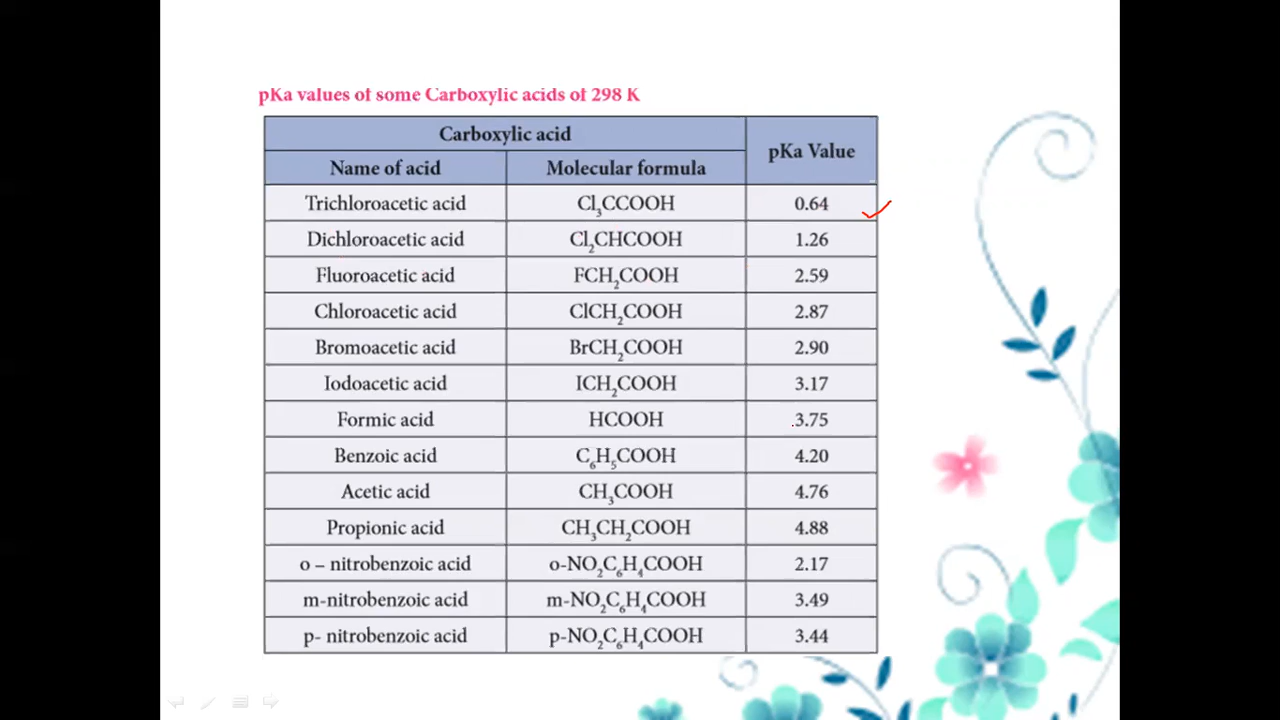 pKa values of some Carboxylic acids of 298 K
Carboxylic acid
pKa Value
Name of acid Molecular formula
Trichloroacetic acid Cl₃CCOOH 0.64
Dichloroacetic acid Cl₂CHCOOH 1.26
Fluoroacetic acid FCH₂COOH 2.59
Chloroacetic acid ClCH₂COOH 2.87
Bromoacetic acid BrCH₂COOH 2.90
Iodoacetic acid ICH₂COOH 3.17
Formic acid HCOOH 3.75
Benzoic acid C₆H₅COOH 4.20
Acetic acid CH₃COOH 4.76
Propionic acid CH₃CH₂COOH 4.88
o – nitrobenzoic acid o-NO₂C₆H₄COOH 2.17
m-nitrobenzoic acid m-NO₂C₆H₄COOH 3.49
p- nitrobenzoic acid p-NO₂C₆H₄COOH 3.44